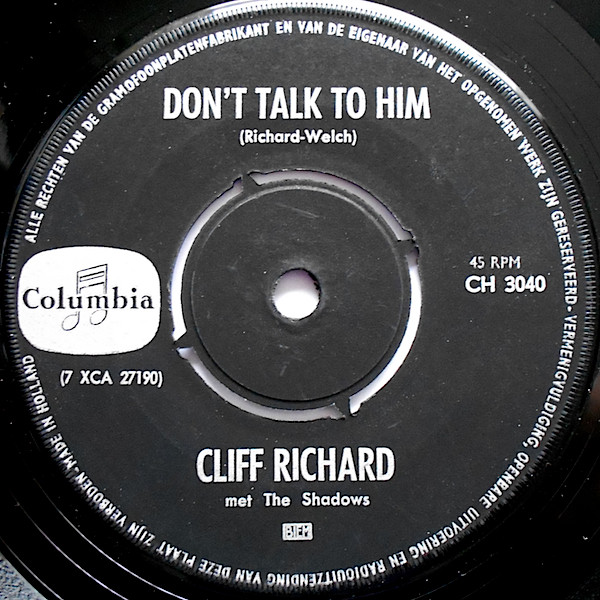 ALLE RECHTEN VAN DE GRAMOFOONPLATENFABRIKANT EN VAN DE EIGENAAR VAN HET OPGENOMEN WERK ZIJN GERESERVEERD - VERMENIGVULDIGING, OPENBARE UITVOERING EN RADIOUITZENDING VAN DEZE PLAAT ZIJN VERBODEN - MADE IN HOLLAND
DON'T TALK TO HIM
(Richard-Welch)
Columbia
45 RPM
CH 3040
(7 XCA 27190)
CLIFF RICHARD
met The Shadows
BIEM